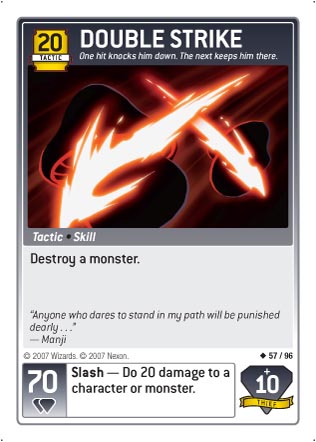 20
TACTIC
DOUBLE STRIKE
One hit knocks him down. The next keeps him there.
Tactic • Skill
Destroy a monster.
"Anyone who dares to stand in my path will be punished
dearly . . ."
— Manji
© 2007 Wizards. © 2007 Nexon.
◆ 57 / 96
70
Slash — Do 20 damage to a
character or monster.
+
10
THIEF